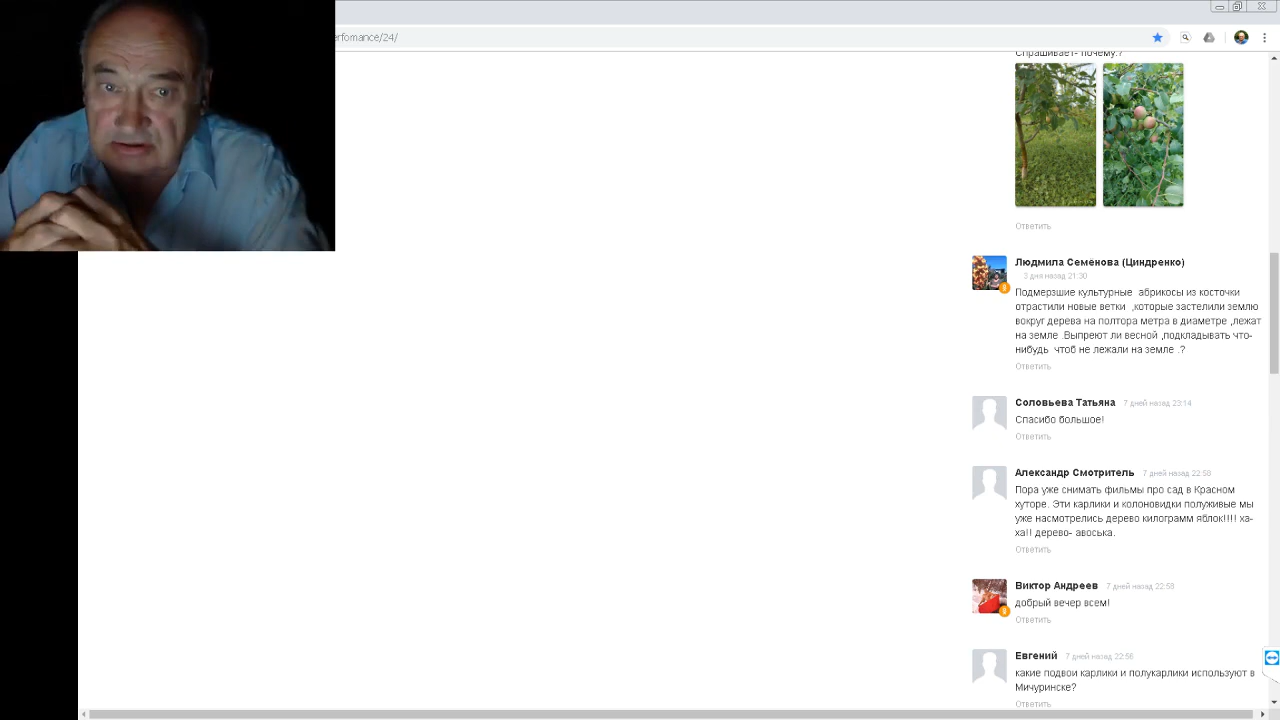 erfomance/24/
Спрашивает- почему.?
Ответить
Людмила Семенова (Циндренко)
3 дня назад 21:30
Подмерзшие культурные абрикосы из косточки
отрастили новые ветки ,которые застелили землю
вокруг дерева на полтора метра в диаметре ,лежат
на земле .Выпреют ли весной ,подкладывать что-
нибудь чтоб не лежали на земле .?
Ответить
Соловьева Татьяна 7 дней назад 23:14
Спасибо большое!
Ответить
Александр Смотритель 7 дней назад 22:58
Пора уже снимать фильмы про сад в Красном
хуторе. Эти карлики и колоновидки полуживые мы
уже насмотрелись дерево килограмм яблок!!!! ха-
ха!! дерево- авоська.
Ответить
Виктор Андреев 7 дней назад 22:58
добрый вечер всем!
Ответить
Евгений 7 дней назад 22:56
какие подвои карлики и полукарлики используют в
Мичуринске?
Ответить